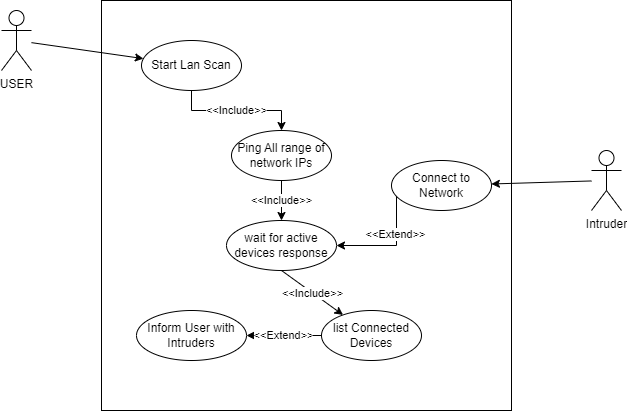 USER
Start Lan Scan
<<Include>>
Ping All range of
network IPs
<<Include>>
Connect to
Network
Intruder
<<Extend>>
wait for active
devices response
<<Include>>
Inform User with
Intruders
<<Extend>>
list Connected
Devices